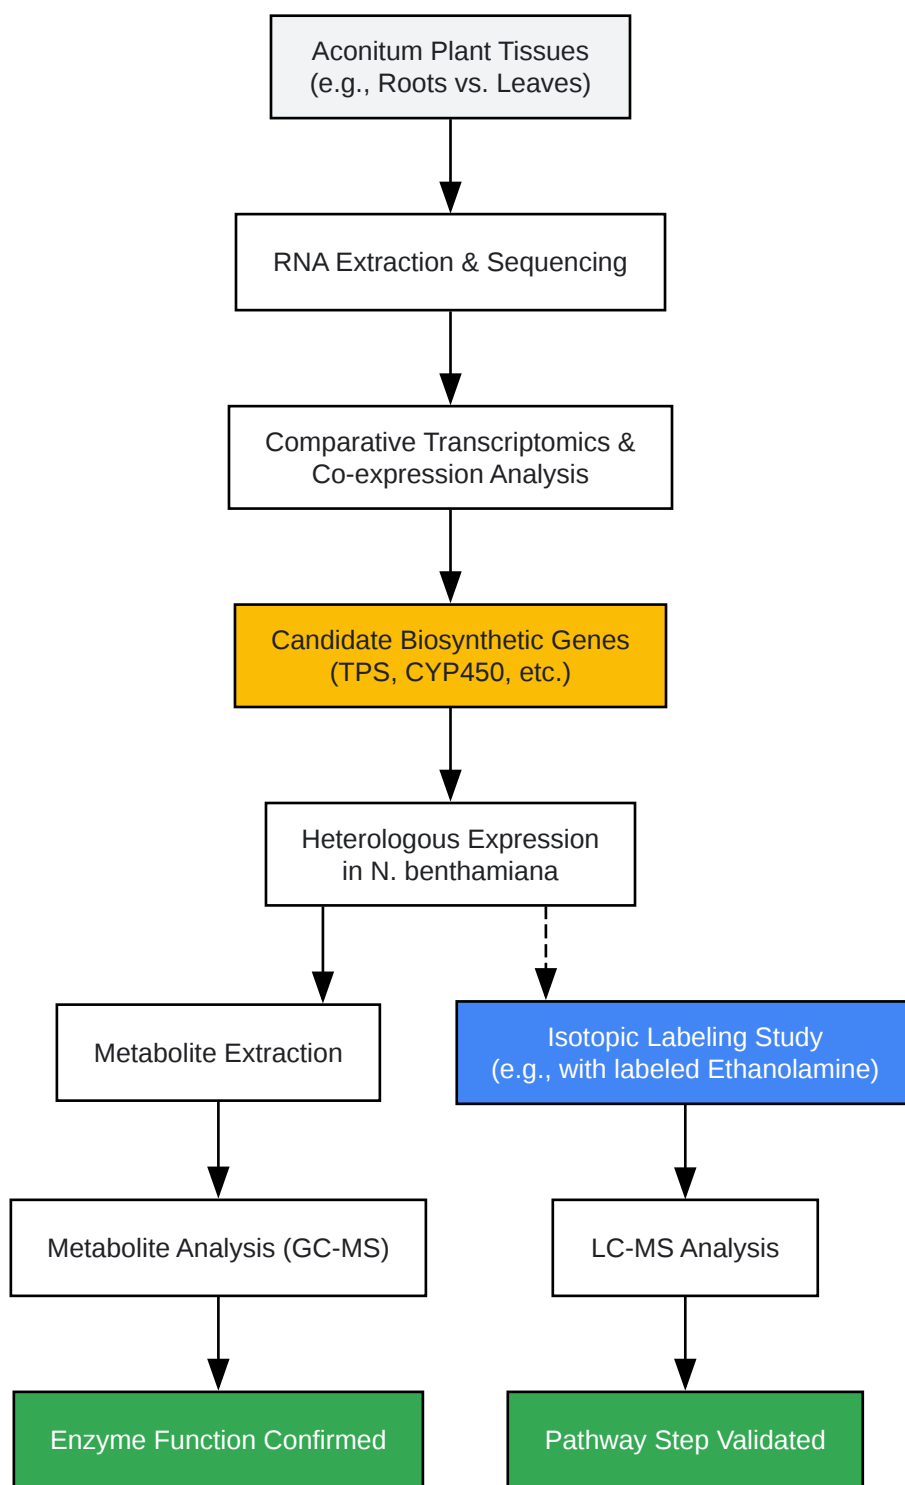 Aconitum Plant Tissues
(e.g., Roots vs. Leaves)
RNA Extraction & Sequencing
Comparative Transcriptomics &
Co-expression Analysis
Candidate Biosynthetic Genes
(TPS, CYP450, etc.)
Heterologous Expression
in N. benthamiana
Metabolite Extraction
Isotopic Labeling Study
(e.g., with labeled Ethanolamine)
Metabolite Analysis (GC-MS)
LC-MS Analysis
Enzyme Function Confirmed
Pathway Step Validated